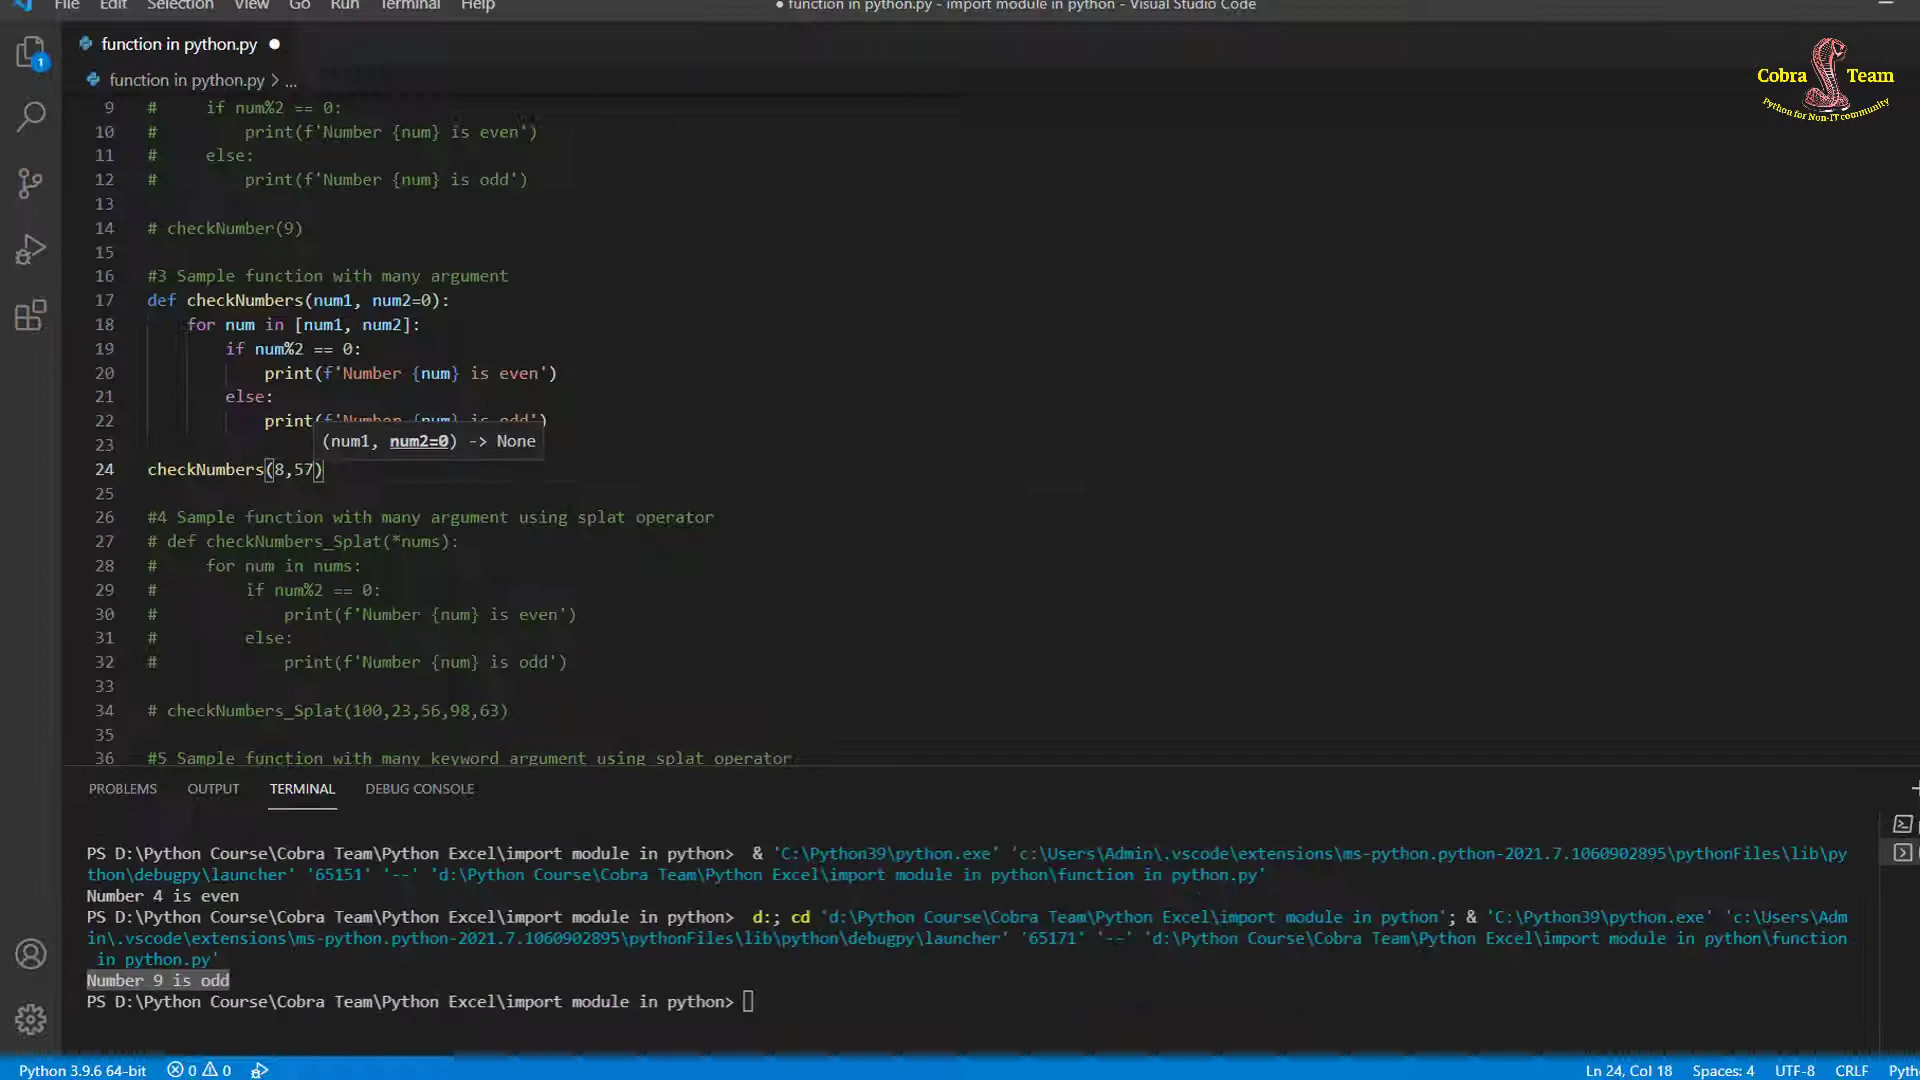 File Edit Selection View Go Run Terminal Help
● function in python.py - import module in python - Visual Studio Code
function in python.py ●
1
function in python.py > ...
Cobra Team
Python for Non-IT community
9 #     if num%2 == 0:
10 #         print(f'Number {num} is even')
11 #     else:
12 #         print(f'Number {num} is odd')
13
14 # checkNumber(9)
15
16 #3 Sample function with many argument
17 def checkNumbers(num1, num2=0):
18     for num in [num1, num2]:
19         if num%2 == 0:
20             print(f'Number {num} is even')
21         else:
22             print(f'Number {num} is odd')
23
(num1, num2=0) -> None
24 checkNumbers(8,57)
25
26 #4 Sample function with many argument using splat operator
27 # def checkNumbers_Splat(*nums):
28 #     for num in nums:
29 #         if num%2 == 0:
30 #             print(f'Number {num} is even')
31 #         else:
32 #             print(f'Number {num} is odd')
33
34 # checkNumbers_Splat(100,23,56,98,63)
35
36 #5 Sample function with many keyword argument using splat operator
PROBLEMS OUTPUT TERMINAL DEBUG CONSOLE
PS D:\Python Course\Cobra Team\Python Excel\import module in python>  & 'C:\Python39\python.exe' 'c:\Users\Admin\.vscode\extensions\ms-python.python-2021.7.1060902895\pythonFiles\lib\py
thon\debugpy\launcher' '65151' '--' 'd:\Python Course\Cobra Team\Python Excel\import module in python\function in python.py'
Number 4 is even
PS D:\Python Course\Cobra Team\Python Excel\import module in python>  d:; cd 'd:\Python Course\Cobra Team\Python Excel\import module in python'; & 'C:\Python39\python.exe' 'c:\Users\Adm
in\.vscode\extensions\ms-python.python-2021.7.1060902895\pythonFiles\lib\python\debugpy\launcher' '65171' '--' 'd:\Python Course\Cobra Team\Python Excel\import module in python\function
in python.py'
Number 9 is odd
PS D:\Python Course\Cobra Team\Python Excel\import module in python>
Python 3.9.6 64-bit 0 0 Ln 24, Col 18 Spaces: 4 UTF-8 CRLF Pytho